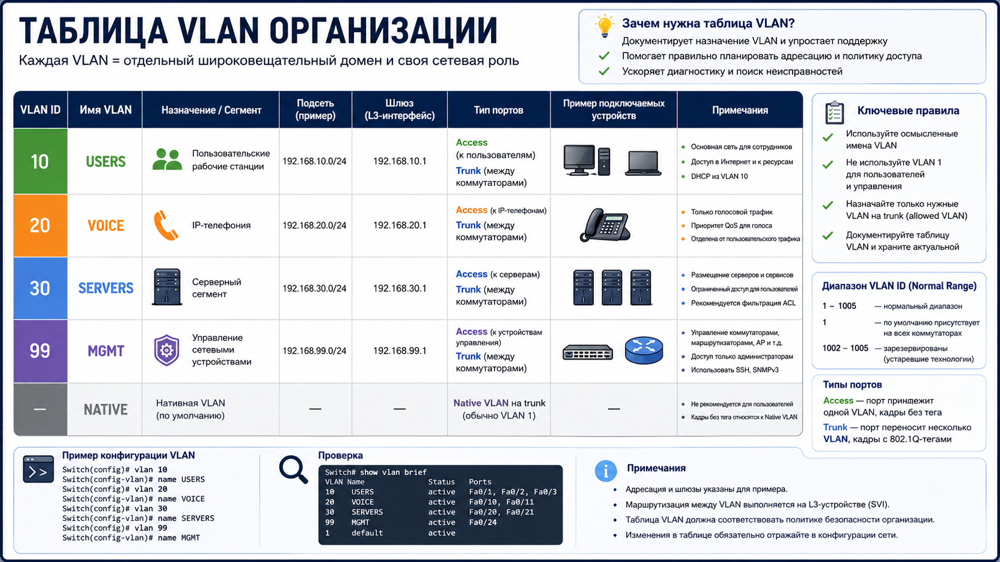 ТАБЛИЦА VLAN ОРГАНИЗАЦИИ
Каждая VLAN = отдельный широковещательный домен и своя сетевая роль
Зачем нужна таблица VLAN?
Документирует назначение VLAN и упростает поддержку
Помогает правильно планировать адресацию и политику доступа
Ускоряет диагностику и поиск неисправностей
VLAN ID
Имя VLAN
Назначение / Сегмент
Подсеть
(пример)
Шлюз
(L3-интерфейс)
Тип портов
Пример подключаемых
устройств
Примечания
10
USERS
Пользовательские
рабочие станции
192.168.10.0/24
192.168.10.1
Access
(к пользователям)
Trunk (между
коммутаторами)
Основная сеть для сотрудников
Доступ в Интернет и к ресурсам
DHCP из VLAN 10
20
VOICE
IP-телефония
192.168.20.0/24
192.168.20.1
Access (к IP-телефонам)
Trunk (между
коммутаторами)
Только голосовой трафик
Приоритет QoS для голоса
Отделена от пользовательского трафика
30
SERVERS
Серверный
сегмент
192.168.30.0/24
192.168.30.1
Access (к серверам)
Trunk (между
коммутаторами)
Размещение серверов и сервисов
Ограниченный доступ для пользователей
Рекомендуется фильтрация ACL
99
MGMT
Управление
сетевыми
устройствами
192.168.99.0/24
192.168.99.1
Access (к устройствам
управления)
Trunk (между
коммутаторами)
Управление коммутаторами,
маршрутизаторами, AP и т.д.
Доступ только администраторам
Использовать SSH, SNMPv3
—
NATIVE
Нативная VLAN
(по умолчанию)
—
—
Native VLAN на trunk
(обычно VLAN 1)
—
Не рекомендуется для пользователей
Кадры без тега относятся к Native VLAN
Ключевые правила
Используйте осмысленные
имена VLAN
Не используйте VLAN 1
для пользователей
и управления
Назначайте только нужные
VLAN на trunk (allowed VLAN)
Документируйте таблицу
VLAN и храните актуальной
Диапазон VLAN ID (Normal Range)
1 – 1005 — нормальный диапазон
1 — по умолчанию присутствует
на всех коммутаторах
1002 – 1005 — зарезервированы
(устаревшие технологии)
Типы портов
Access — порт принадлежит
одной VLAN, кадры без тега
Trunk — порт переносит несколько
VLAN, кадры с 802.1Q-тегами
Пример конфигурации VLAN
Switch(config)# vlan 10
Switch(config-vlan)# name USERS
Switch(config-vlan)# vlan 20
Switch(config-vlan)# name VOICE
Switch(config)# vlan 30
Switch(config-vlan)# name SERVERS
Switch(config)# vlan 99
Switch(config-vlan)# name MGMT
Проверка
Switch# show vlan brief
VLAN Name Status Ports
10 USERS active Fa0/1, Fa0/2, Fa0/3
20 VOICE active Fa0/10, Fa0/11
30 SERVERS active Fa0/20, Fa0/21
99 MGMT active Fa0/24
1 default active
Примечания
Адресация и шлюзы указаны для примера.
Маршрутизация между VLAN выполняется на L3-устройстве (SVI).
Таблица VLAN должна соответствовать политике безопасности организации.
Изменения в таблице обязательно отражайте в конфигурации сети.